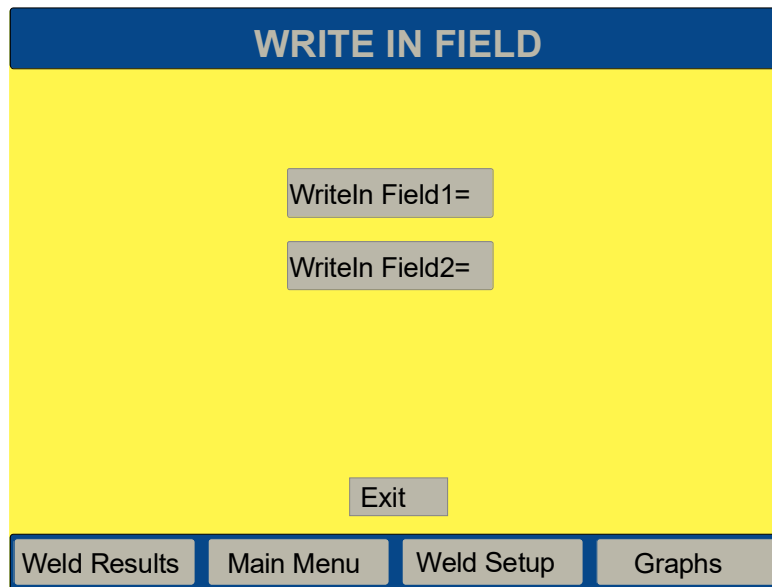 WRITE IN FIELD
WriteIn Field1=
WriteIn Field2=
Exit
Weld Results
Main Menu
Weld Setup
Graphs